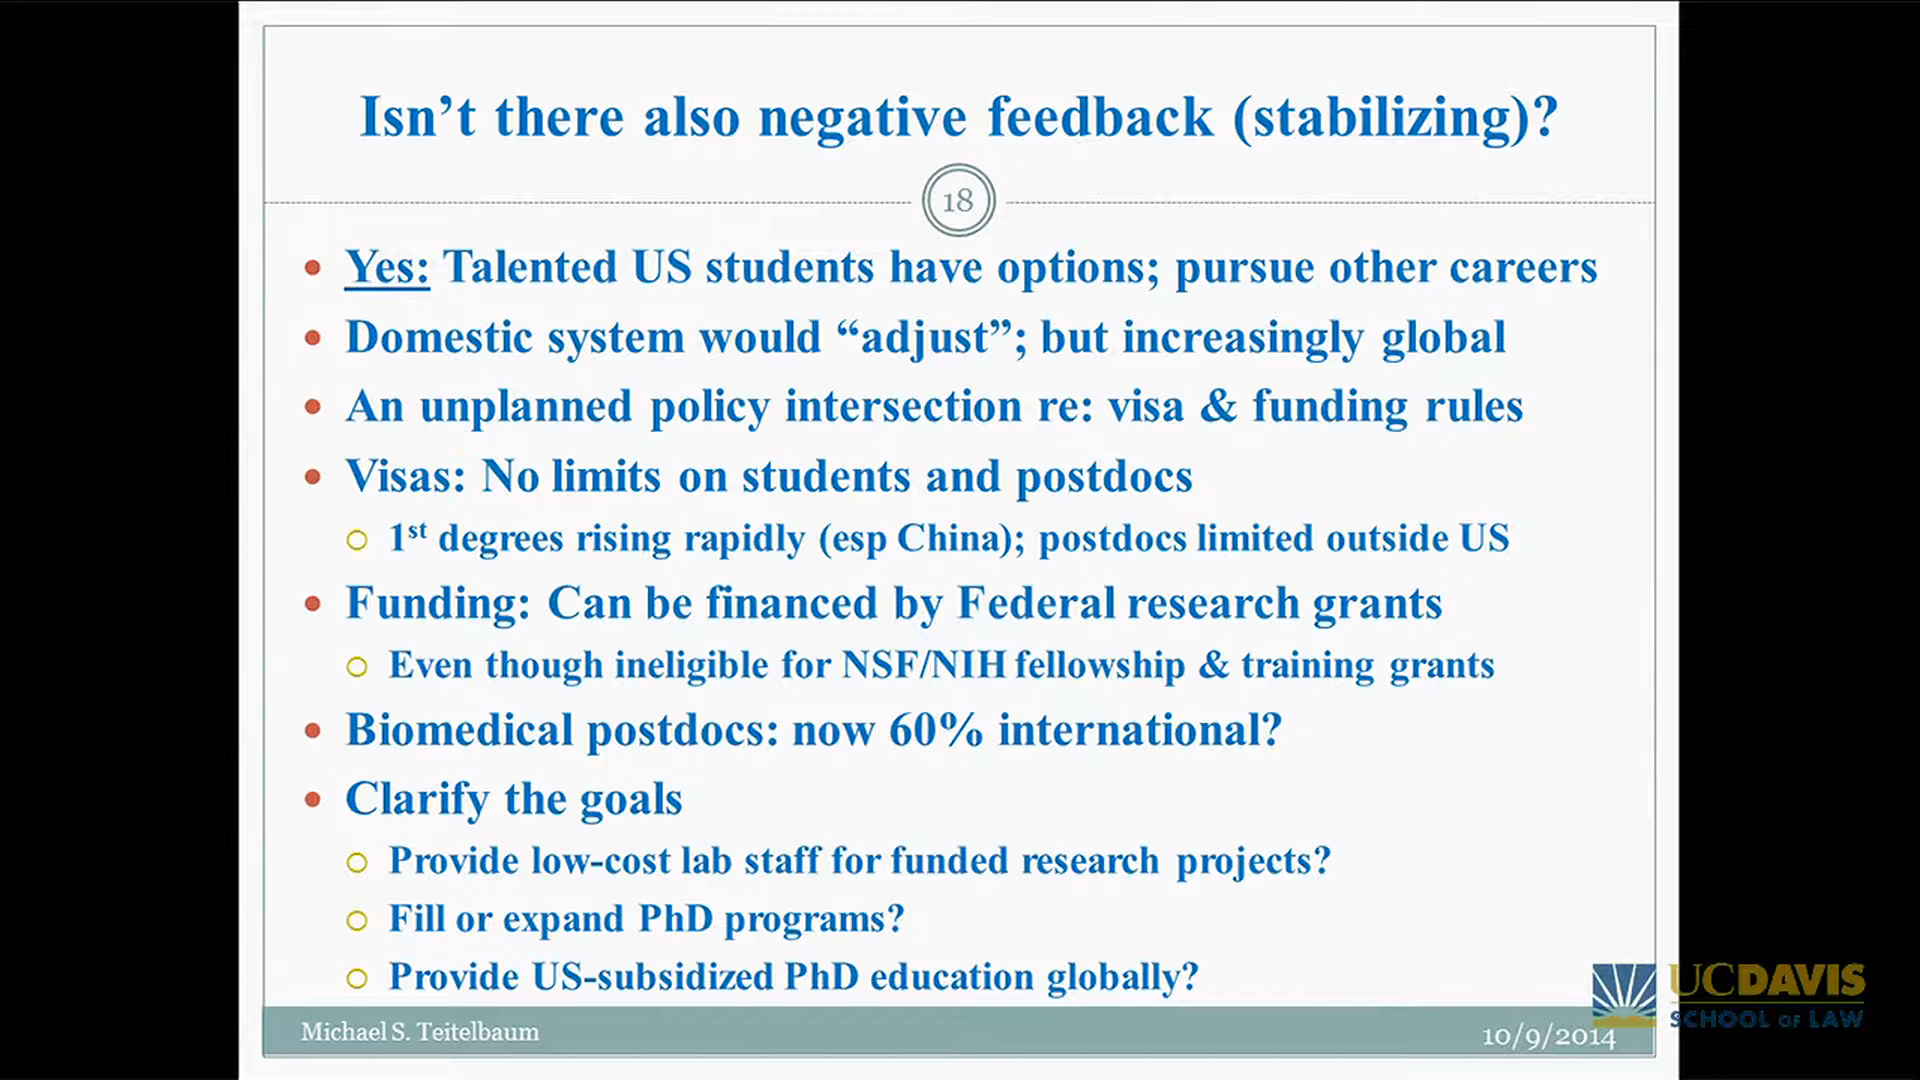 Isn’t there also negative feedback (stabilizing)?
18
Yes: Talented US students have options; pursue other careers
Domestic system would “adjust”; but increasingly global
An unplanned policy intersection re: visa & funding rules
Visas: No limits on students and postdocs
1st degrees rising rapidly (esp China); postdocs limited outside US
Funding: Can be financed by Federal research grants
Even though ineligible for NSF/NIH fellowship & training grants
Biomedical postdocs: now 60% international?
Clarify the goals
Provide low-cost lab staff for funded research projects?
Fill or expand PhD programs?
Provide US-subsidized PhD education globally?
Michael S. Teitelbaum
10/9/2014
UCDAVIS
SCHOOL OF LAW